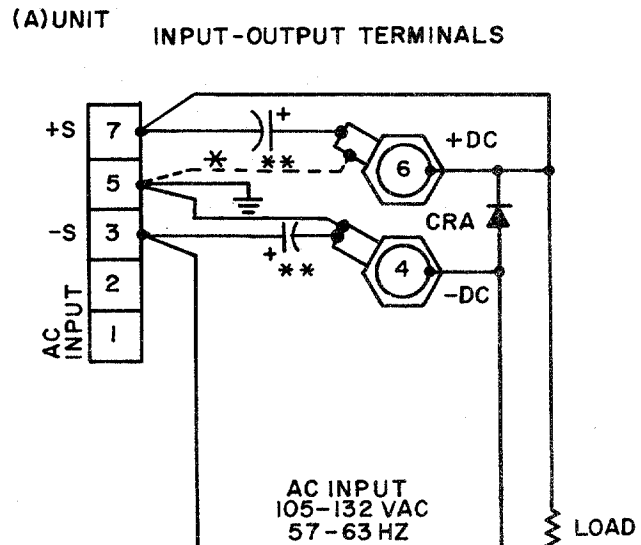 (A)UNIT
INPUT-OUTPUT TERMINALS
+S
7
+
+DC
*
**
6
5
CRA
-S
3
+
**
4
-DC
2
1
AC INPUT
AC INPUT
105-132 VAC
57-63 HZ
LOAD